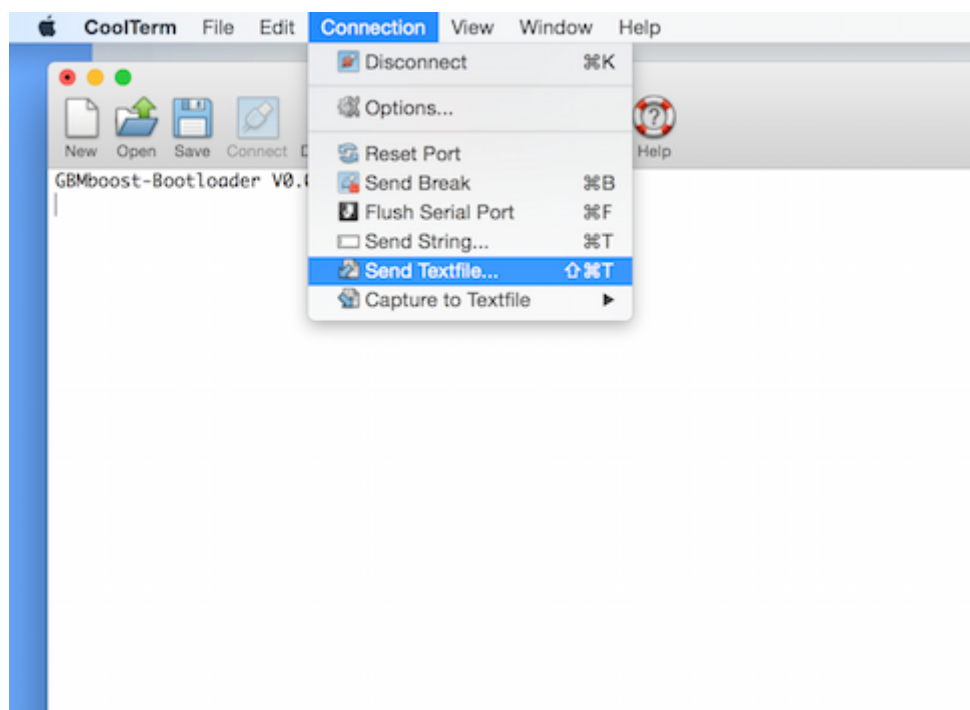 CoolTerm File Edit Connection View Window Help
Disconnect ⌘K
Options...
Reset Port
Send Break ⌘B
Flush Serial Port ⌘F
Send String... ⌘T
Send Textfile... ⇧⌘T
Capture to Textfile ▶
New Open Save Connect Help
GBMboost-Bootloader